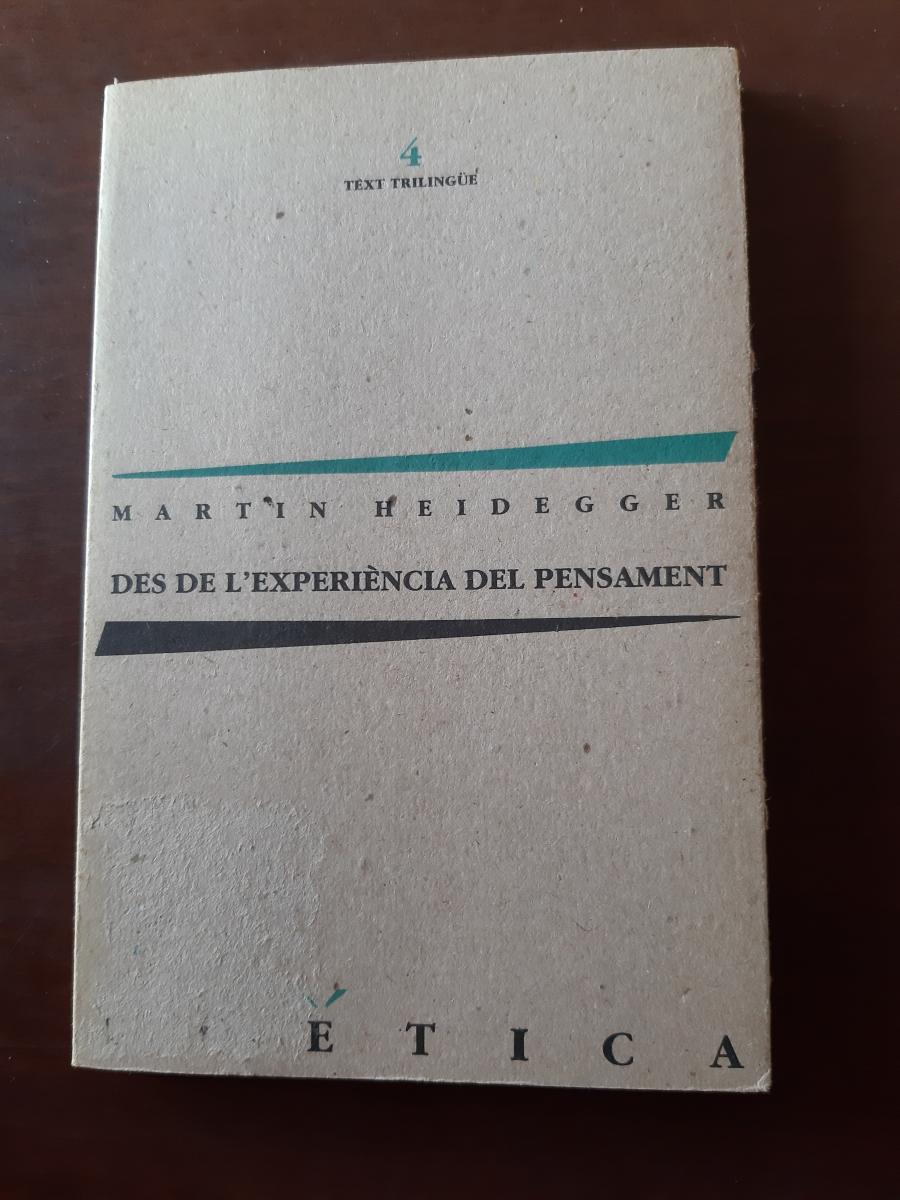 4
TEXT TRILINGÜE
MARTIN HEIDEGGER
DES DE L'EXPERIÈNCIA DEL PENSAMENT
ÈTICA